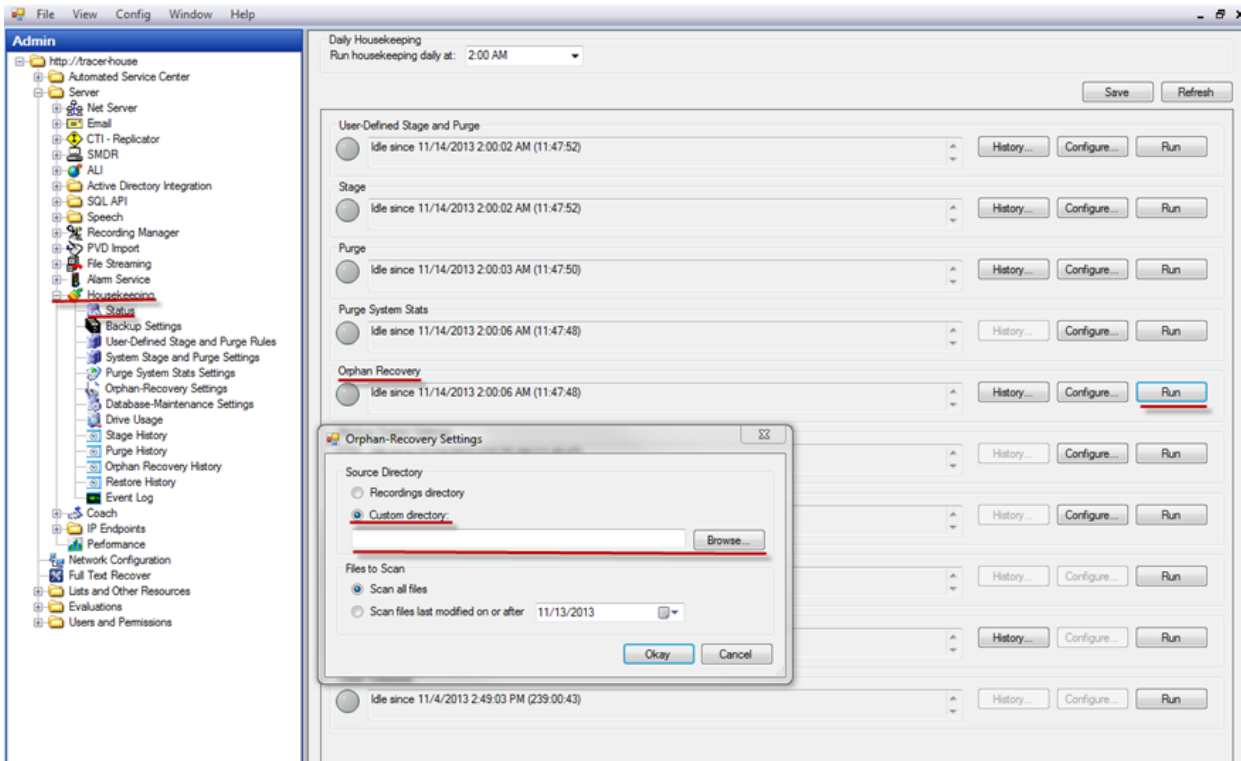 File View Config Window Help
Admin
http://tracer-house
Automated Service Center
Server
Net Server
Email
CTI - Replicator
SMDR
ALI
Active Directory Integration
SQL API
Speech
Recording Manager
PVD Import
File Streaming
Alarm Service
Housekeeping
Status
Backup Settings
User-Defined Stage and Purge Rules
System Stage and Purge Settings
Purge System Stats Settings
Orphan-Recovery Settings
Database-Maintenance Settings
Drive Usage
Stage History
Purge History
Orphan Recovery History
Restore History
Event Log
Coach
IP Endpoints
Performance
Network Configuration
Full Text Recover
Lists and Other Resources
Evaluations
Users and Permissions
Daily Housekeeping
Run housekeeping daily at: 2:00 AM
Save Refresh
User-Defined Stage and Purge
Idle since 11/14/2013 2:00:02 AM (11:47:52) History... Configure... Run
Stage
Idle since 11/14/2013 2:00:02 AM (11:47:52) History... Configure... Run
Purge
Idle since 11/14/2013 2:00:03 AM (11:47:50) History... Configure... Run
Purge System Stats
Idle since 11/14/2013 2:00:06 AM (11:47:48) History... Configure... Run
Orphan Recovery
Idle since 11/14/2013 2:00:06 AM (11:47:48) History... Configure... Run
History... Configure... Run
History... Configure... Run
History... Configure... Run
History... Configure... Run
Idle since 11/4/2013 2:49:03 PM (239:00:43) History... Configure... Run
Orphan-Recovery Settings
Source Directory
Recordings directory
Custom directory:
Browse...
Files to Scan
Scan all files
Scan files last modified on or after 11/13/2013
Okay Cancel